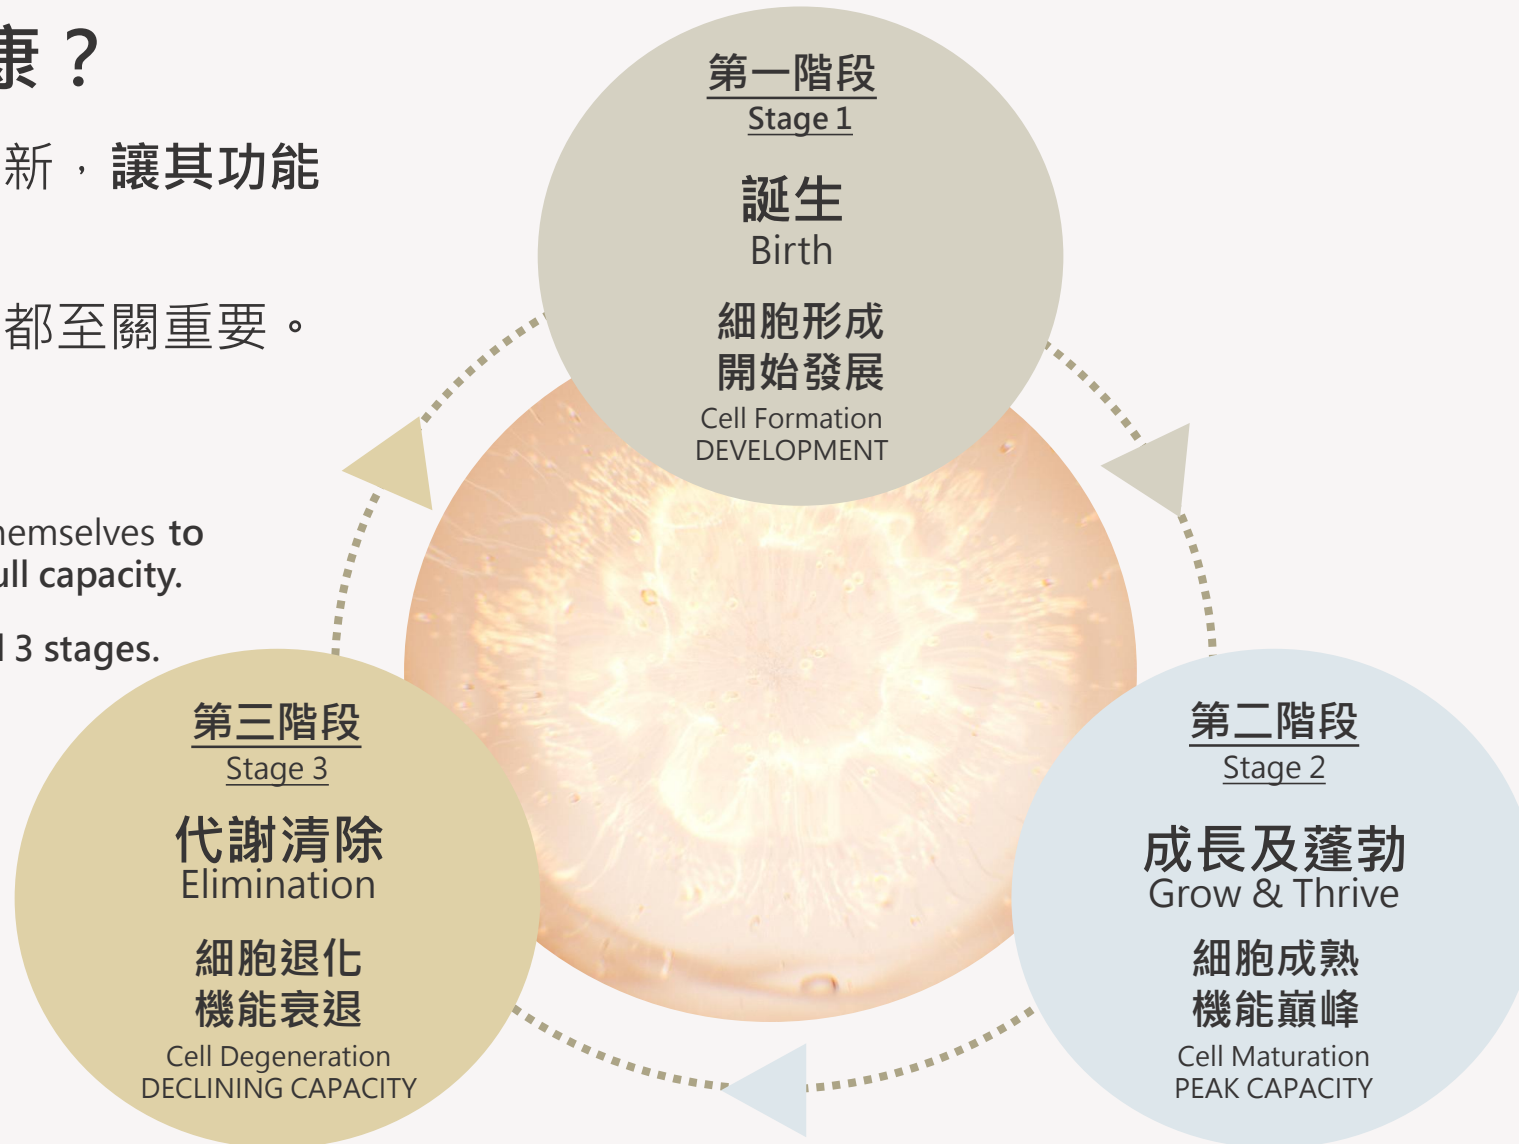 康？
新，讓其功能
都至關重要。
themselves to
full capacity.
3 stages.
第一階段
Stage 1
誕生
Birth
細胞形成
開始發展
Cell Formation
DEVELOPMENT
第二階段
Stage 2
成長及蓬勃
Grow & Thrive
細胞成熟
機能巔峰
Cell Maturation
PEAK CAPACITY
第三階段
Stage 3
代謝清除
Elimination
細胞退化
機能衰退
Cell Degeneration
DECLINING CAPACITY